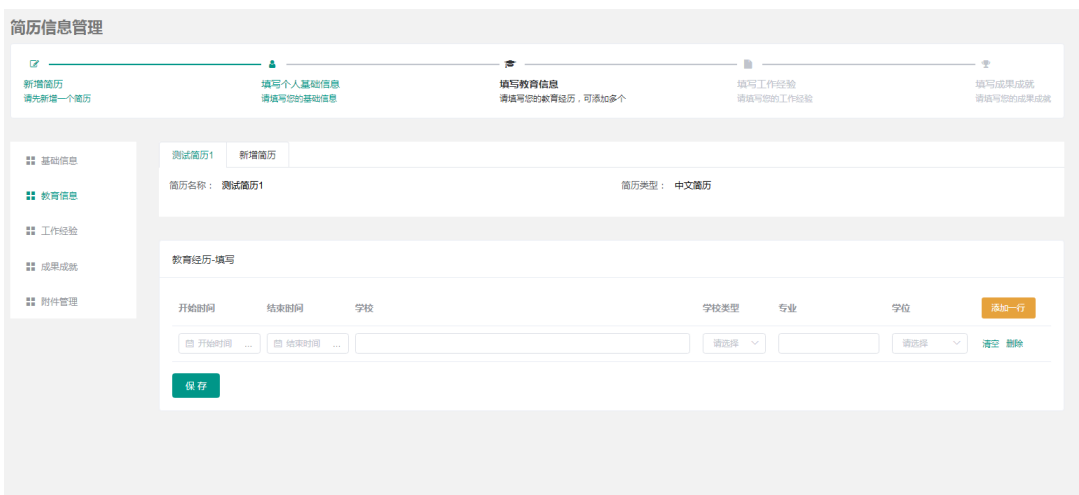 简历信息管理
新增简历
请先新增一个简历
填写个人基础信息
请填写您的基础信息
填写教育信息
请填写您的教育经历，可添加多个
填写工作经验
请填写您的工作经验
填写成果成就
请填写您的成果成就
基础信息
教育信息
工作经验
成果成就
附件管理
测试简历1 新增简历
简历名称： 测试简历1 简历类型： 中文简历
教育经历-填写
开始时间 结束时间 学校 学校类型 专业 学位 添加一行
开始时间 ... 结束时间 ... 请选择 请选择 清空 删除
保存